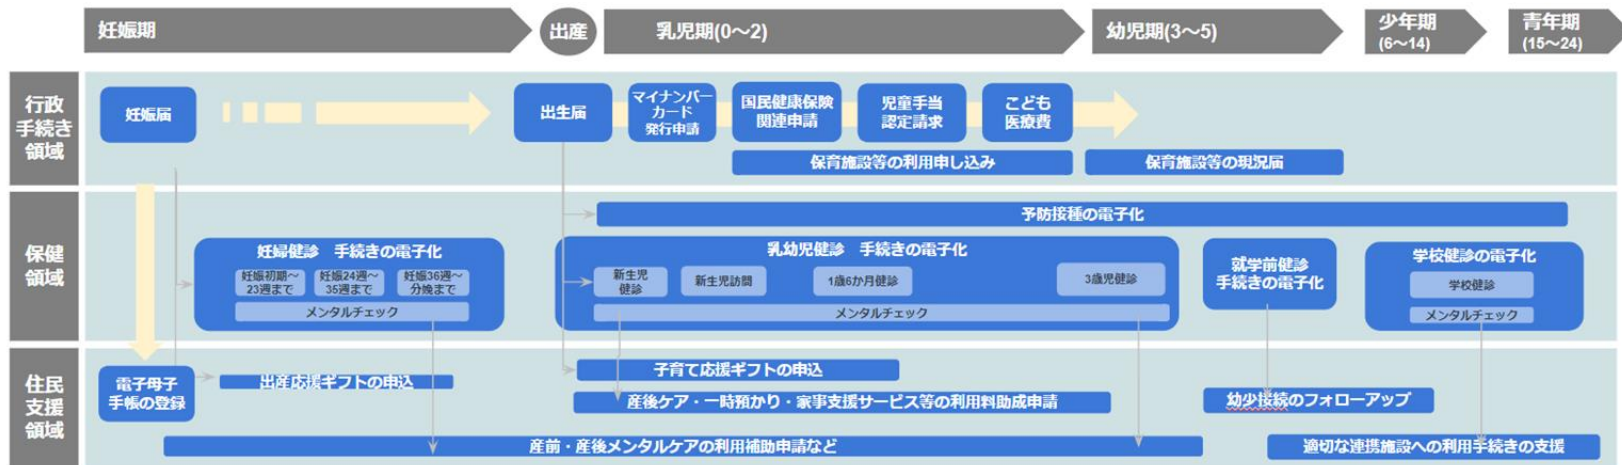 妊娠期
出産
乳児期(0～2)
幼児期(3～5)
少年期
(6～14)
青年期
(15～24)
行政
手続き
領域
妊娠届
出生届
マイナンバー
カード
発行申請
国民健康保険
関連申請
児童手当
認定請求
こども
医療費
保育施設等の利用申し込み
保育施設等の現況届
保健
領域
予防接種の電子化
妊婦健診 手続きの電子化
妊娠初期～
23週まで
妊娠24週～
35週まで
妊娠36週～
分娩まで
メンタルチェック
乳幼児健診 手続きの電子化
新生児
健診
新生児訪問
1歳6か月健診
3歳児健診
メンタルチェック
就学前健診
手続きの電子化
学校健診の電子化
学校健診
メンタルチェック
住民
支援
領域
電子母子
手帳の登録
出産応援ギフトの申込
子育て応援ギフトの申込
産後ケア・一時預かり・家事支援サービス等の利用料助成申請
幼少接続のフォローアップ
産前・産後メンタルケアの利用補助申請など
適切な連携施設への利用手続きの支援